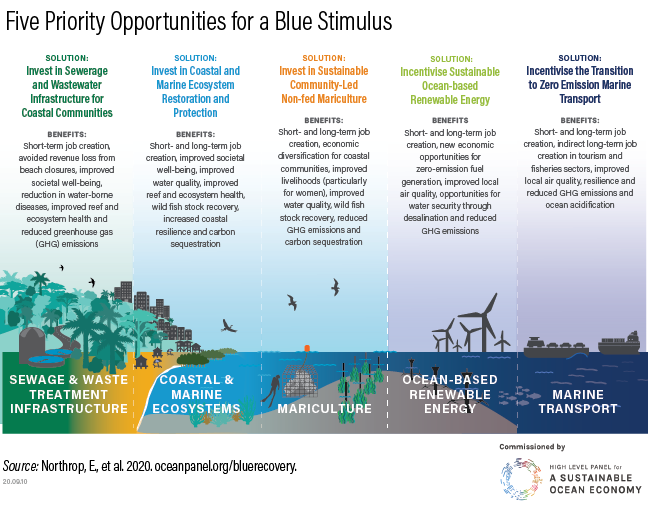 Five Priority Opportunities for a Blue Stimulus
SOLUTION:
Invest in Sewerage
and Wastewater
Infrastructure for
Coastal Communities
BENEFITS:
Short-term job creation,
avoided revenue loss from
beach closures, improved
societal well-being,
reduction in water-borne
diseases, improved reef and
ecosystem health and
reduced greenhouse gas
(GHG) emissions
SOLUTION:
Invest in Coastal and
Marine Ecosystem
Restoration and
Protection
BENEFITS:
Short- and long-term job
creation, improved societal
well-being, improved
water quality, improved
reef and ecosystem health,
wild fish stock recovery,
increased coastal
resilience and carbon
sequestration
SOLUTION:
Invest in Sustainable
Community-Led
Non-fed Mariculture
BENEFITS:
Short- and long-term job
creation, economic
diversification for coastal
communities, improved
livelihoods (particularly
for women), improved
water quality, wild fish
stock recovery, reduced
GHG emissions and
carbon sequestration
SOLUTION:
Incentivise Sustainable
Ocean-based
Renewable Energy
BENEFITS
Short- and long-term job
creation, new economic
opportunities for
zero-emission fuel
generation, improved local
air quality, opportunities for
water security through
desalination and reduced
GHG emissions
SOLUTION:
Incentivise the Transition
to Zero Emission Marine
Transport
BENEFITS:
Short- and long-term job
creation, indirect long-term job
creation in tourism and
fisheries sectors, improved
local air quality, resilience and
reduced GHG emissions and
ocean acidification
SEWAGE & WASTE
TREATMENT
INFRASTRUCTURE
COASTAL &
MARINE
ECOSYSTEMS
MARICULTURE
OCEAN-BASED
RENEWABLE
ENERGY
MARINE
TRANSPORT
Source: Northrop, E., et al. 2020. oceanpanel.org/bluerecovery.
20.09.10
Commissioned by
HIGH LEVEL PANEL for
A SUSTAINABLE
OCEAN ECONOMY